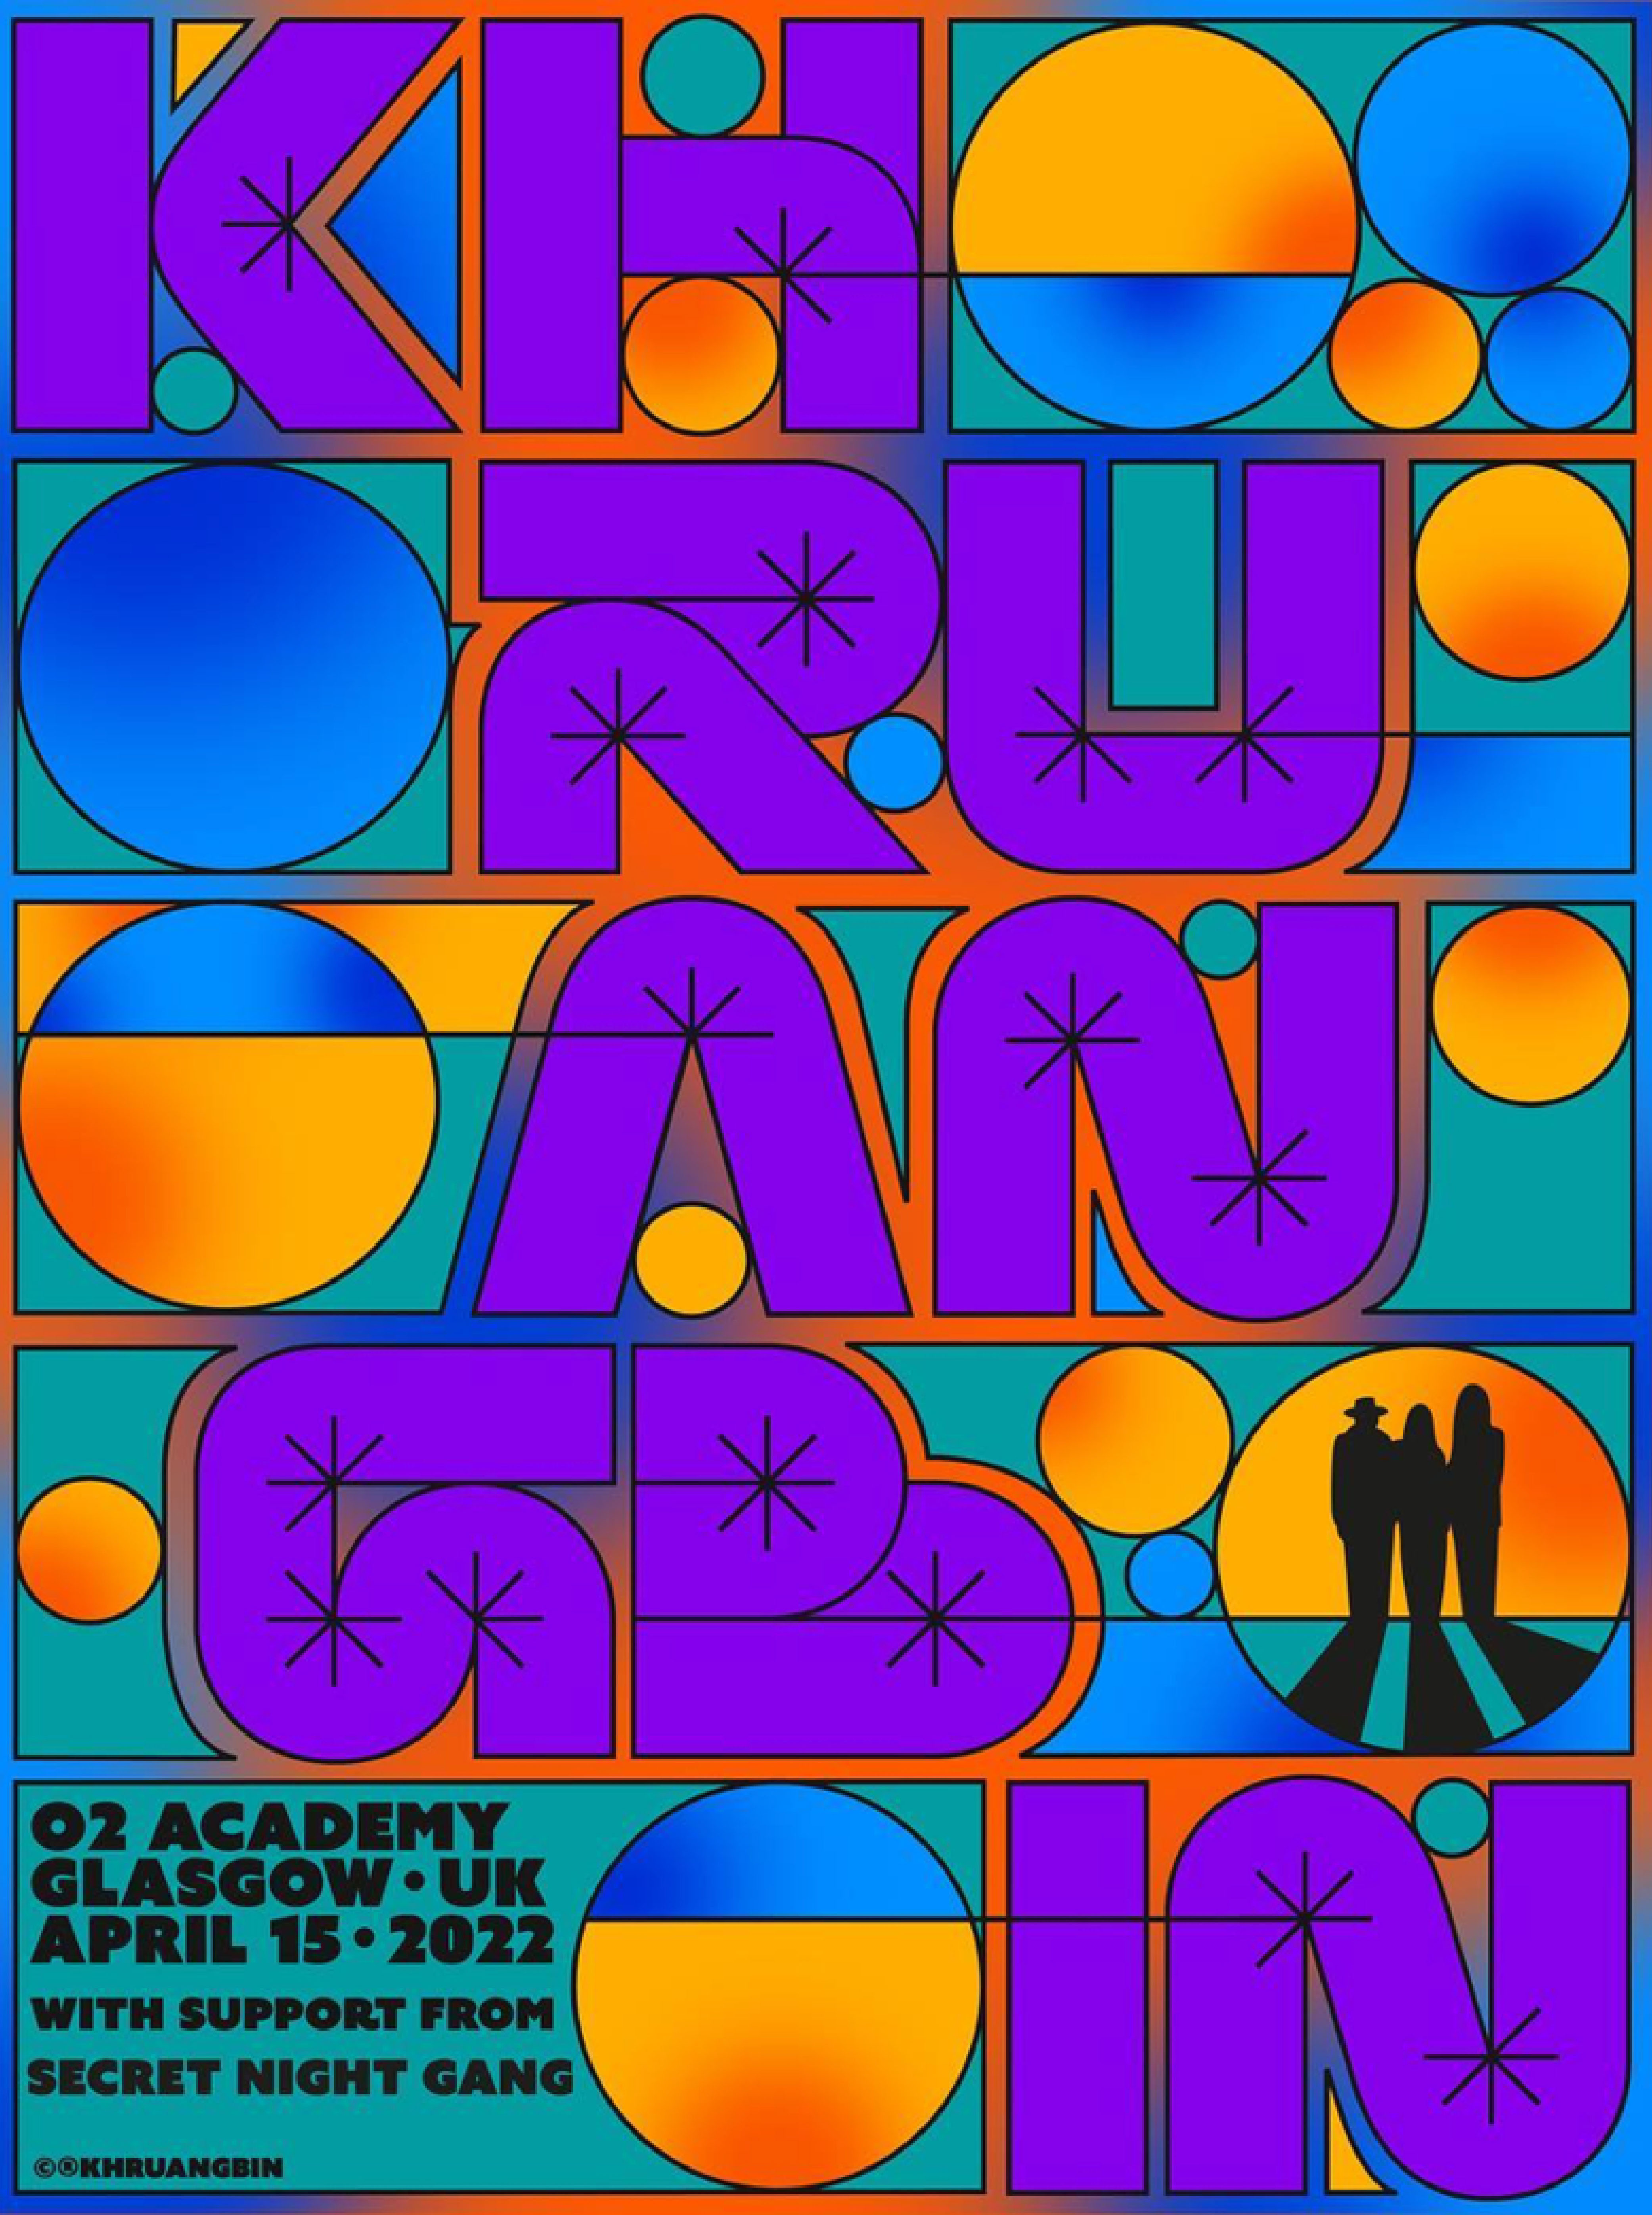 KH
RU
AN
GB
IN
O2 ACADEMY
GLASGOW • UK
APRIL 15 • 2022
WITH SUPPORT FROM
SECRET NIGHT GANG
©®KHRUANGBIN